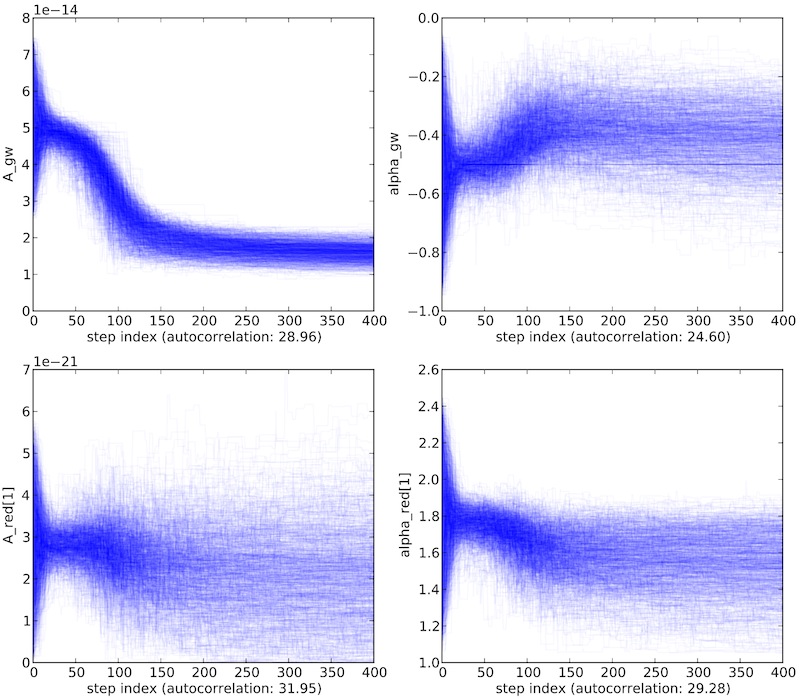 1e−14
8
7
6
5
4
3
2
1
0
A_gw
0 50 100 150 200 250 300 350 400
step index (autocorrelation: 28.96)
0.0
−0.2
−0.4
−0.6
−0.8
−1.0
alpha_gw
0 50 100 150 200 250 300 350 400
step index (autocorrelation: 24.60)
1e−21
7
6
5
4
3
2
1
0
A_red[1]
0 50 100 150 200 250 300 350 400
step index (autocorrelation: 31.95)
2.6
2.4
2.2
2.0
1.8
1.6
1.4
1.2
1.0
alpha_red[1]
0 50 100 150 200 250 300 350 400
step index (autocorrelation: 29.28)